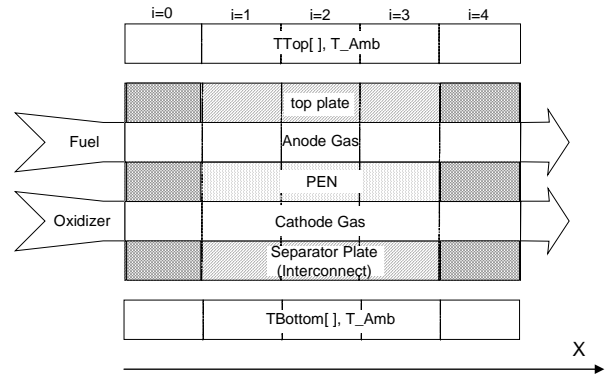 i=0 i=1 i=2 i=3 i=4
TTop[ ], T_Amb
top plate
Fuel Anode Gas
PEN
Oxidizer Cathode Gas
Separator Plate
(Interconnect)
TBottom[ ], T_Amb
X